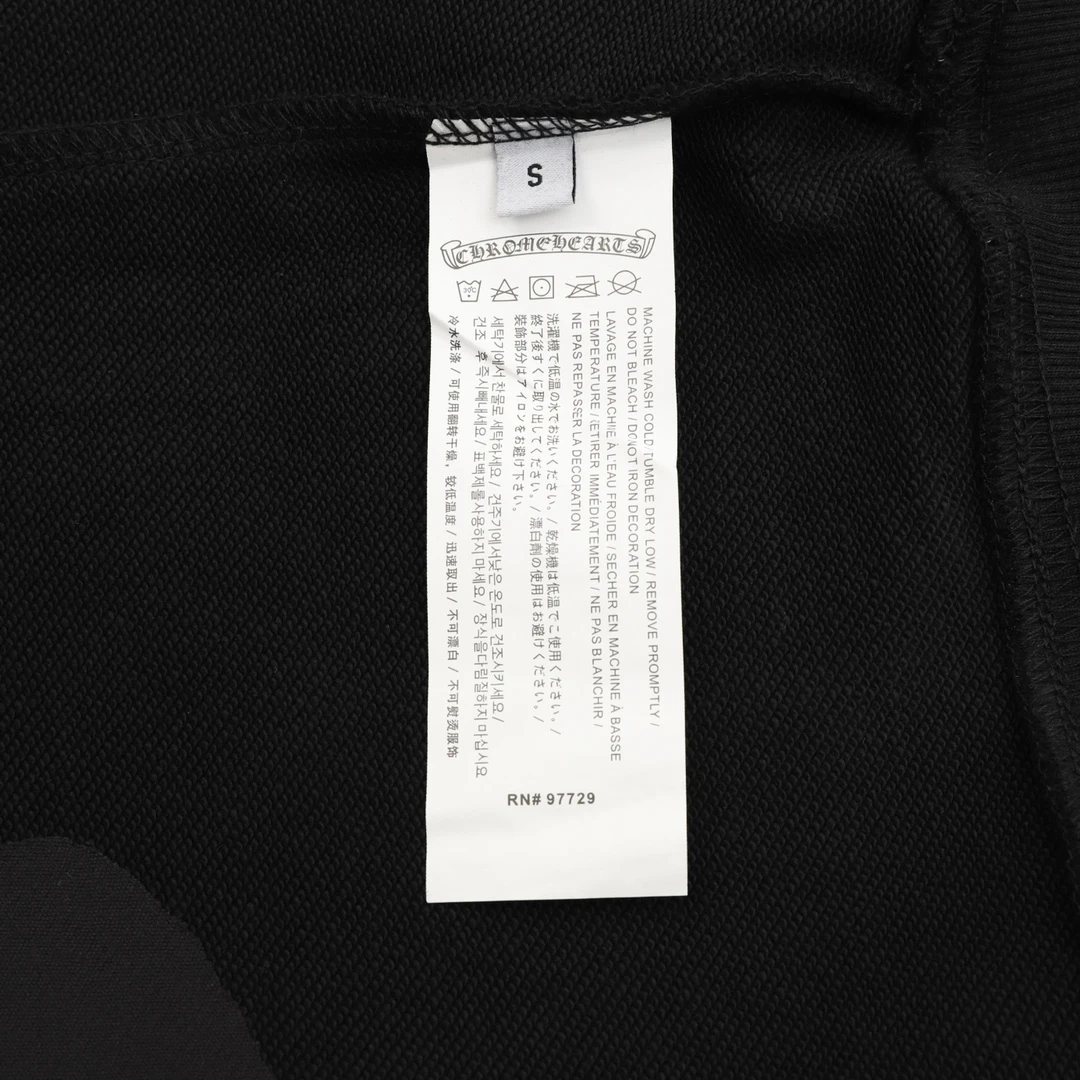 S
CHROMEHEARTS
30C
MACHINE WASH COLD TUMBLE DRY LOW / REMOVE PROMPTLY /
DO NOT BLEACH / DO NOT IRON DECORATION
LAVAGE EN MACHIE À L'EAU FROIDE / SECHER EN MACHINE À BASSE
TEMPERATURE / ETIRER IMMÉDIATEMENT / NE PAS BLANCHIR /
NE PAS REPASSER LA DECORATION
洗濯機で低温の水でお洗いください。/ 乾燥機は低温でこ使用ください。/
終了後すくに取り出してください。/ 漂白劑の使用はお避けください。/
裝飾部分はアイロンをお避け下さい。
세탁기에서 찬물로 세탁하세요 / 건주기에서낮은 온도로 건조시키세요 /
건조 후 즉시빼내세요 / 표백제를사용하지 마세요 / 장식을다림질하지마십시요
冷水洗涤 / 可使用翻转干燥，较低温度 / 迅速取出 / 不可漂白 / 不可熨烫服饰
RN# 97729